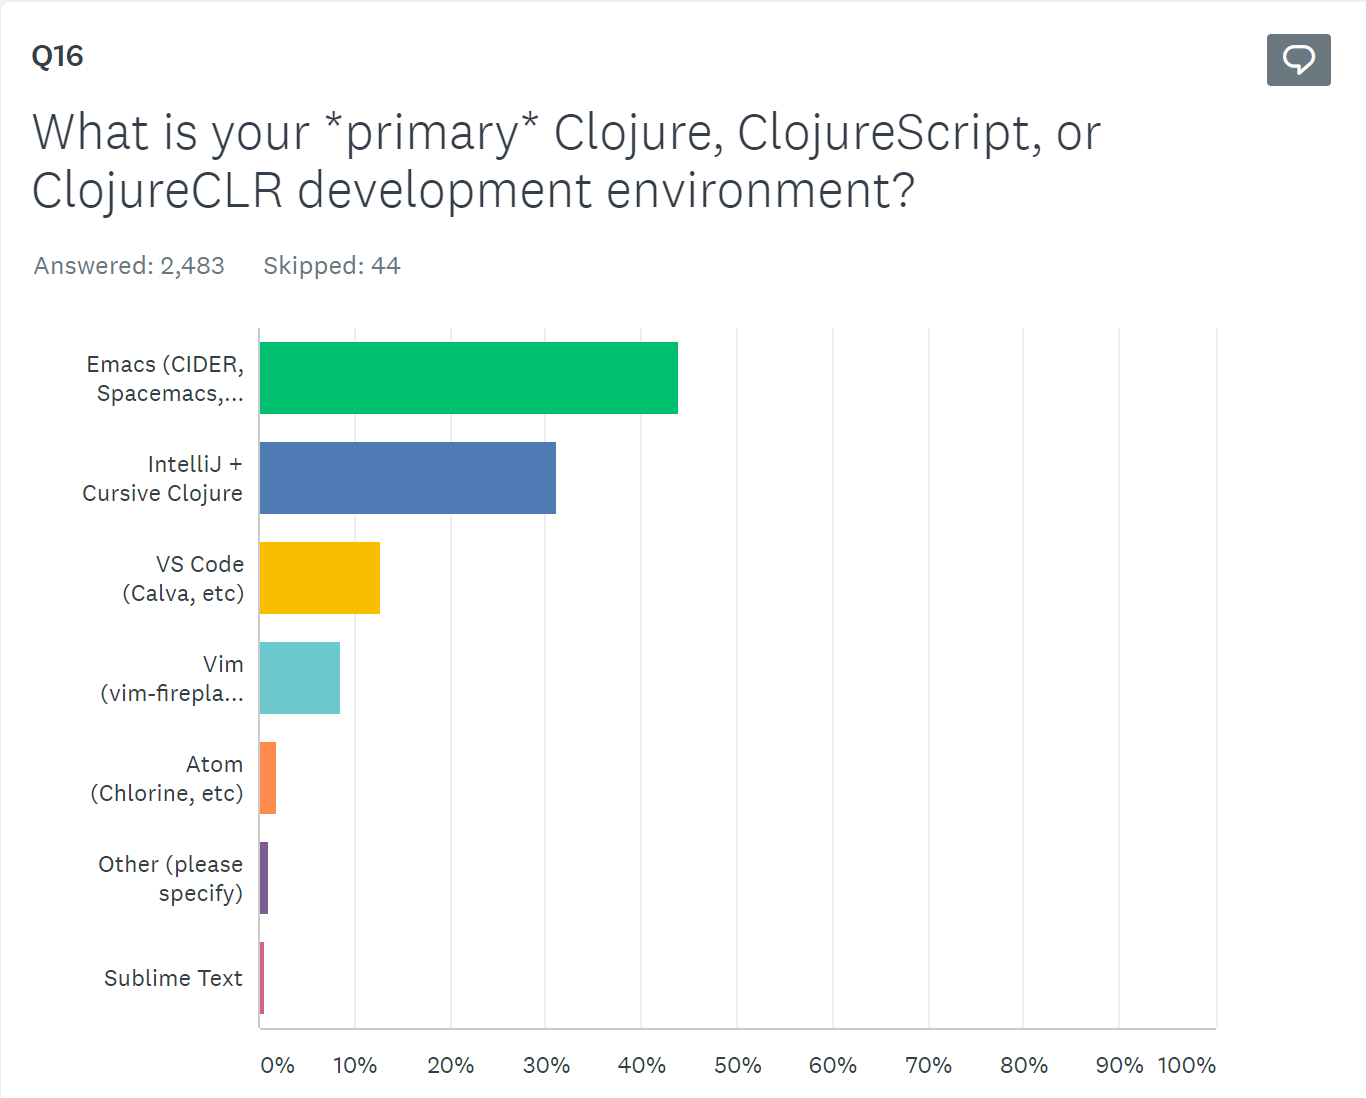 Q16
What is your *primary* Clojure, ClojureScript, or
ClojureCLR development environment?
Answered: 2,483 Skipped: 44
Emacs (CIDER,
Spacemacs,...
IntelliJ +
Cursive Clojure
VS Code
(Calva, etc)
Vim
(vim-firepla...
Atom
(Chlorine, etc)
Other (please
specify)
Sublime Text
0% 10% 20% 30% 40% 50% 60% 70% 80% 90% 100%